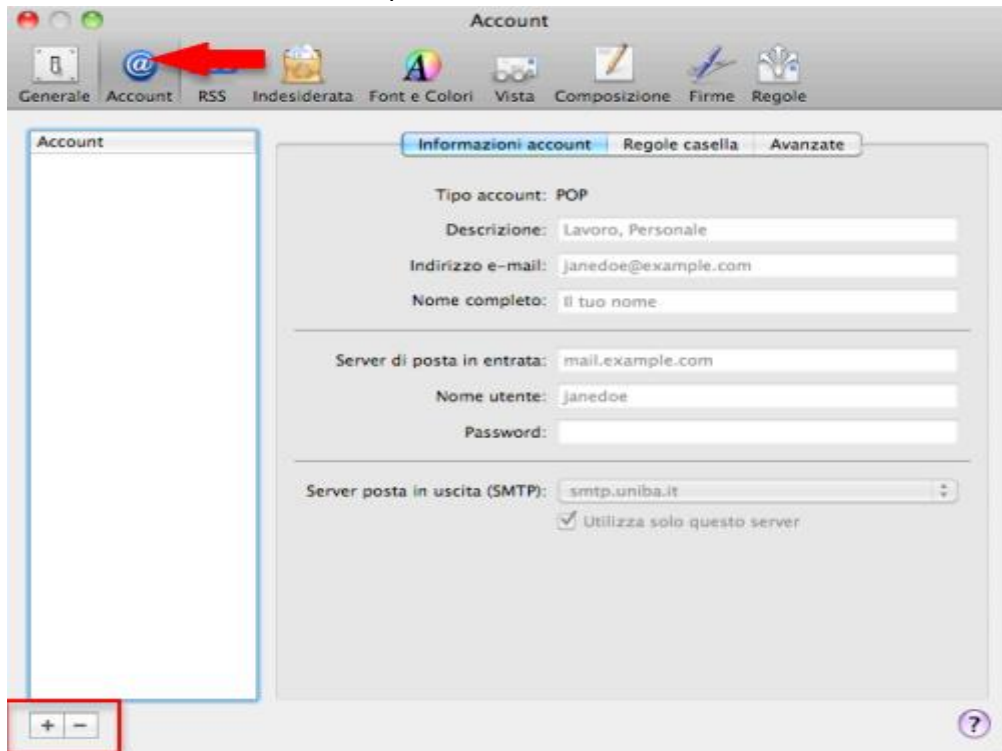 Account
Generale Account RSS Indesiderata Font e Colori Vista Composizione Firme Regole
Account
Informazioni account Regole casella Avanzate
Tipo account: POP
Descrizione: Lavoro, Personale
Indirizzo e-mail: janedoe@example.com
Nome completo: Il tuo nome
Server di posta in entrata: mail.example.com
Nome utente: janedoe
Password:
Server posta in uscita (SMTP): smtp.uniba.it
Utilizza solo questo server
+ − ?